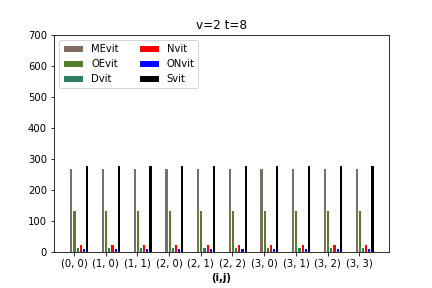 v=2 t=8
700
600
500
400
300
200
100
0
MEvit
OEvit
Dvit
Nvit
ONvit
Svit
(0, 0) (1, 0) (1, 1) (2, 0) (2, 1) (2, 2) (3, 0) (3, 1) (3, 2) (3, 3)
(i,j)